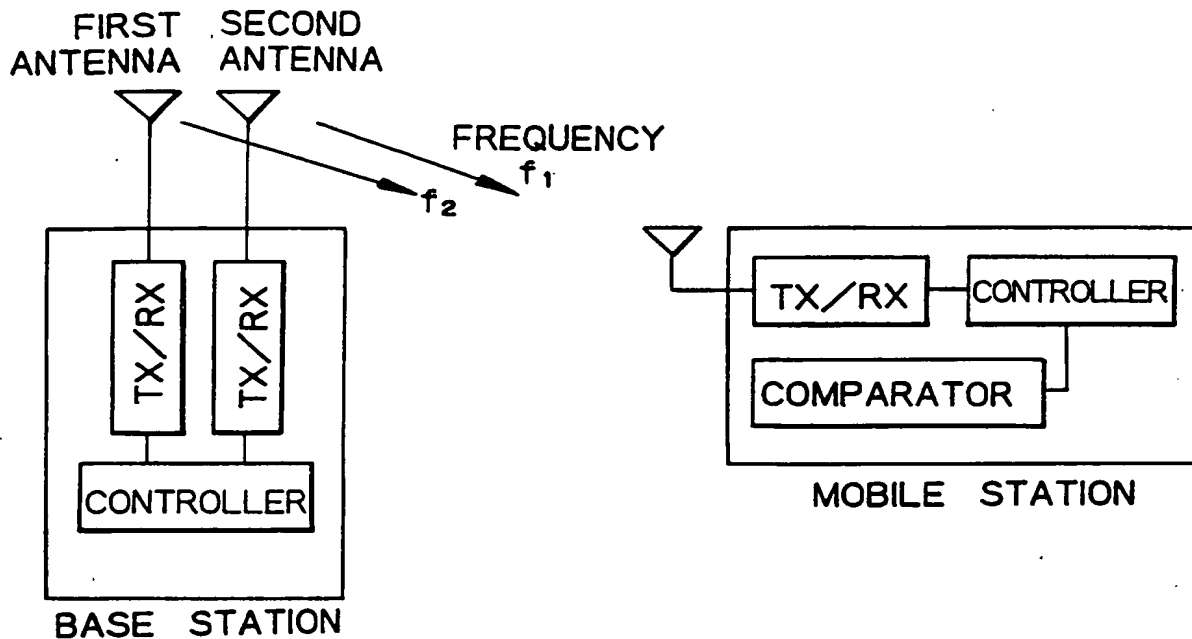 FIRST SECOND
ANTENNA ANTENNA
FREQUENCY
f1
f2
TX/RX
TX/RX
CONTROLLER
BASE STATION
TX/RX
CONTROLLER
COMPARATOR
MOBILE STATION